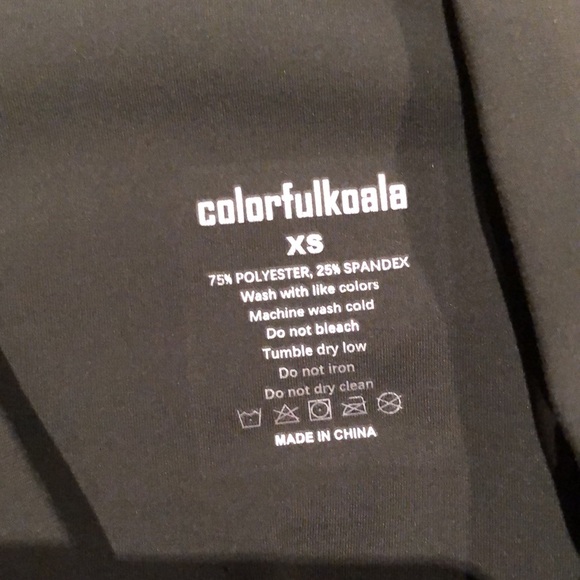 colorfulkoala
XS
75% POLYESTER, 25% SPANDEX
Wash with like colors
Machine wash cold
Do not bleach
Tumble dry low
Do not iron
Do not dry clean
MADE IN CHINA